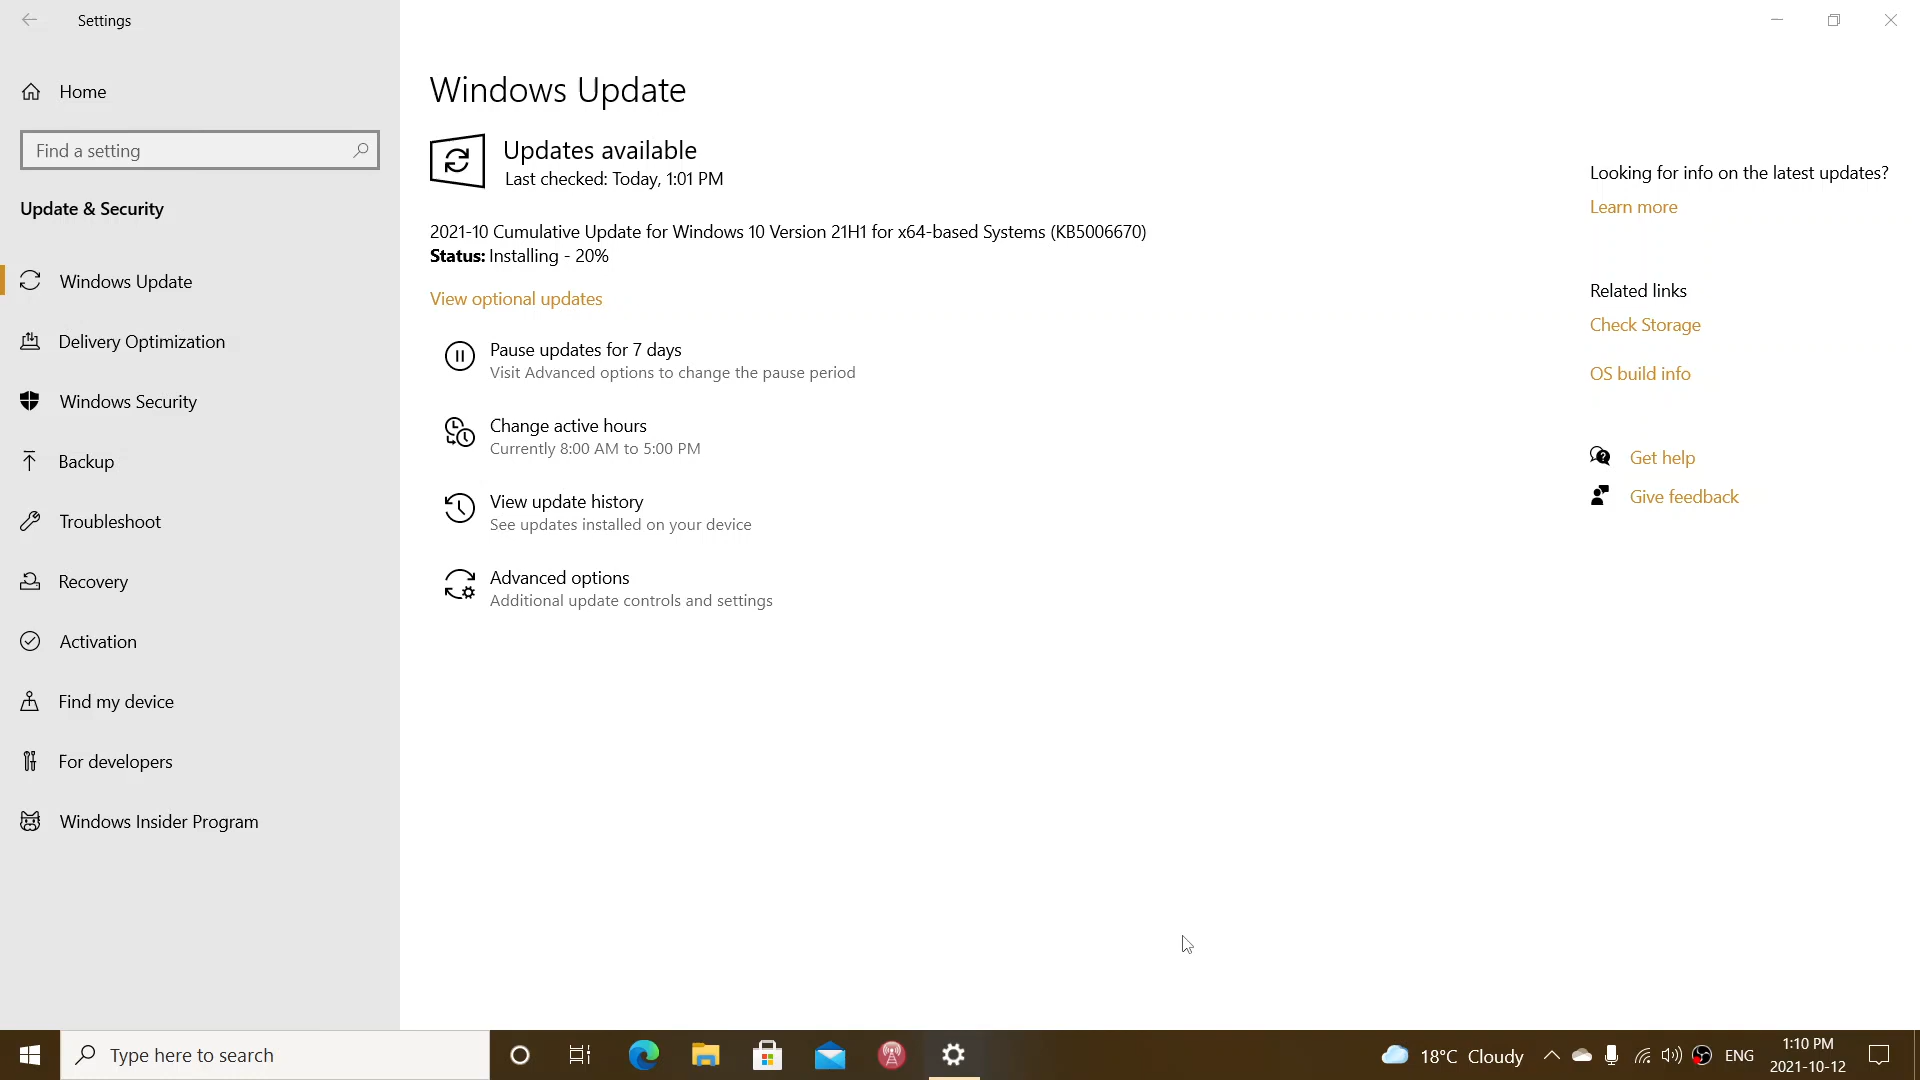 Settings
Home
Find a setting
Update & Security
Windows Update
Delivery Optimization
Windows Security
Backup
Troubleshoot
Recovery
Activation
Find my device
For developers
Windows Insider Program
Windows Update
Updates available
Last checked: Today, 1:01 PM
2021-10 Cumulative Update for Windows 10 Version 21H1 for x64-based Systems (KB5006670)
Status: Installing - 20%
View optional updates
Pause updates for 7 days
Visit Advanced options to change the pause period
Change active hours
Currently 8:00 AM to 5:00 PM
View update history
See updates installed on your device
Advanced options
Additional update controls and settings
Looking for info on the latest updates?
Learn more
Related links
Check Storage
OS build info
Get help
Give feedback
Type here to search
18°C Cloudy
ENG
1:10 PM
2021-10-12